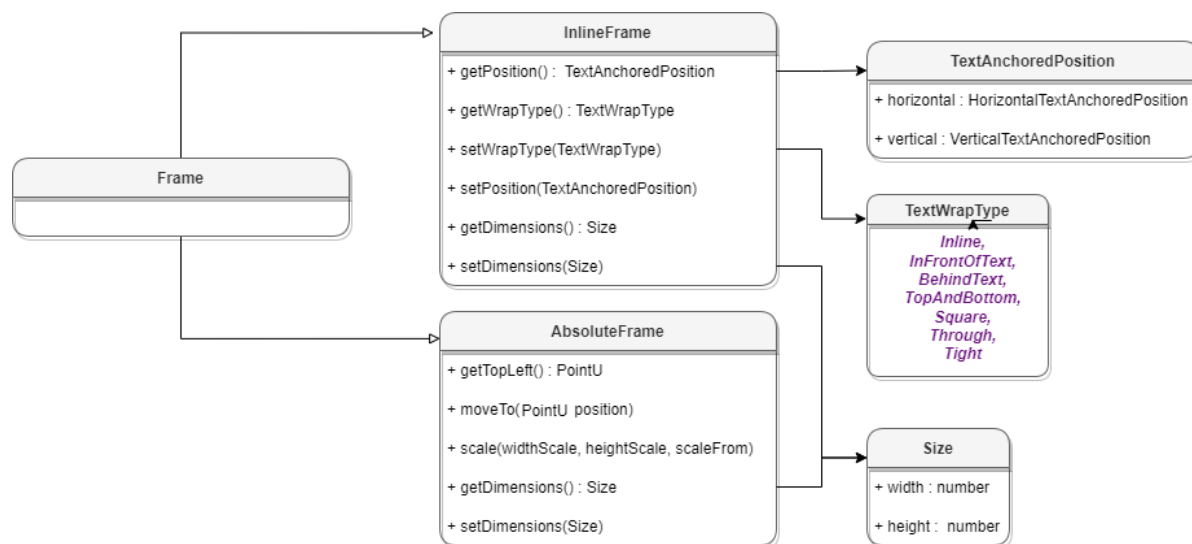 Frame
InlineFrame
+ getPosition() : TextAnchoredPosition
+ getWrapType() : TextWrapType
+ setWrapType(TextWrapType)
+ setPosition(TextAnchoredPosition)
+ getDimensions() : Size
+ setDimensions(Size)
AbsoluteFrame
+ getTopLeft() : PointU
+ moveTo(PointU position)
+ scale(widthScale, heightScale, scaleFrom)
+ getDimensions() : Size
+ setDimensions(Size)
TextAnchoredPosition
+ horizontal : HorizontalTextAnchoredPosition
+ vertical : VerticalTextAnchoredPosition
TextWrapType
Inline,
InFrontOfText,
BehindText,
TopAndBottom,
Square,
Through,
Tight
Size
+ width : number
+ height : number